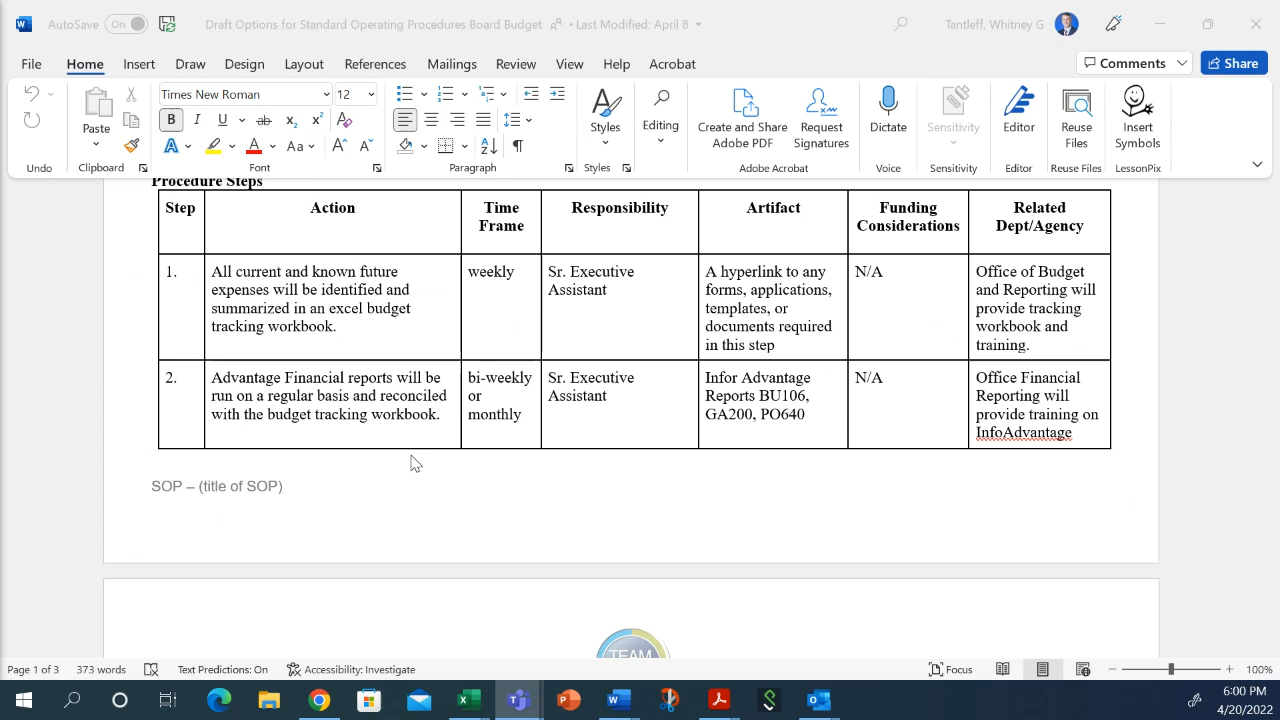 AutoSave On Draft Options for Standard Operating Procedures Board Budget • Last Modified: April 8 Tantleff, Whitney G
File Home Insert Draw Design Layout References Mailings Review View Help Acrobat Comments Share
Times New Roman 12
Paste
Styles
Editing
Create and Share
Adobe PDF
Request
Signatures
Dictate
Sensitivity
Editor
Reuse
Files
Insert
Symbols
Undo Clipboard Font Paragraph Styles Adobe Acrobat Voice Sensitivity Editor Reuse Files LessonPix
Procedure Steps
Step
Action
Time
Frame
Responsibility
Artifact
Funding
Considerations
Related
Dept/Agency
1.
All current and known future
expenses will be identified and
summarized in an excel budget
tracking workbook.
weekly
Sr. Executive
Assistant
A hyperlink to any
forms, applications,
templates, or
documents required
in this step
N/A
Office of Budget
and Reporting will
provide tracking
workbook and
training.
2.
Advantage Financial reports will be
run on a regular basis and reconciled
with the budget tracking workbook.
bi-weekly
or
monthly
Sr. Executive
Assistant
Infor Advantage
Reports BU106,
GA200, PO640
N/A
Office Financial
Reporting will
provide training on
InfoAdvantage
SOP – (title of SOP)
TEAM
Page 1 of 3 373 words Text Predictions: On Accessibility: Investigate Focus 100%
6:00 PM
4/20/2022